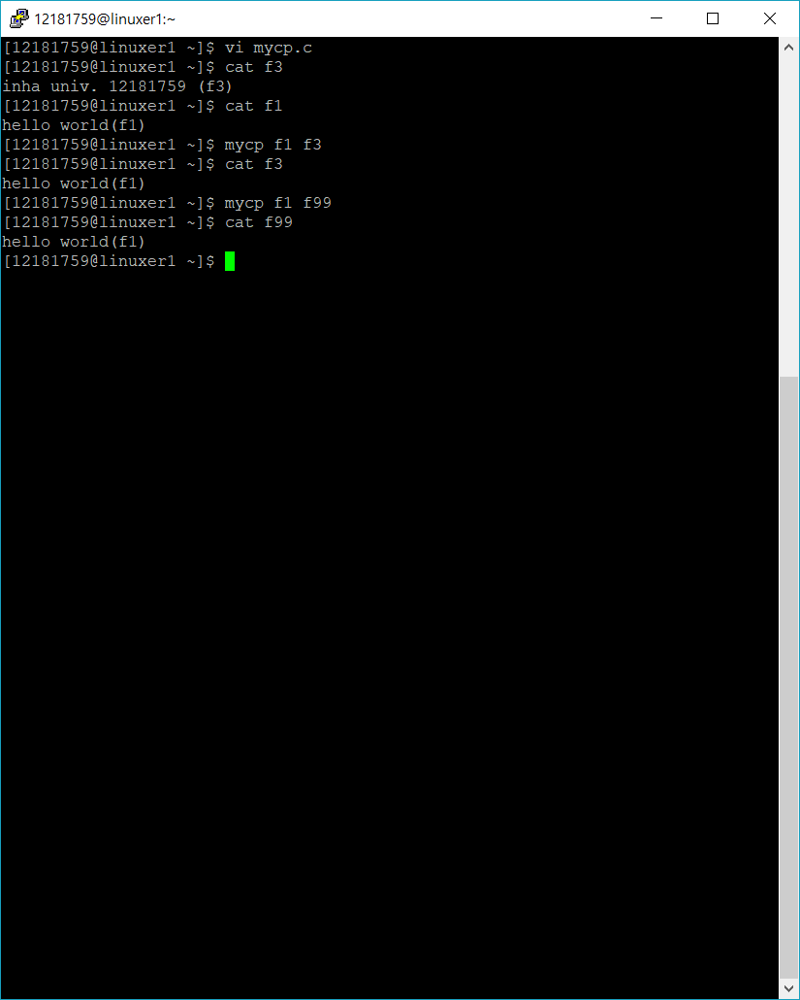 12181759@linuxer1:~
[12181759@linuxer1 ~]$ vi mycp.c
[12181759@linuxer1 ~]$ cat f3
inha univ. 12181759 (f3)
[12181759@linuxer1 ~]$ cat f1
hello world(f1)
[12181759@linuxer1 ~]$ mycp f1 f3
[12181759@linuxer1 ~]$ cat f3
hello world(f1)
[12181759@linuxer1 ~]$ mycp f1 f99
[12181759@linuxer1 ~]$ cat f99
hello world(f1)
[12181759@linuxer1 ~]$